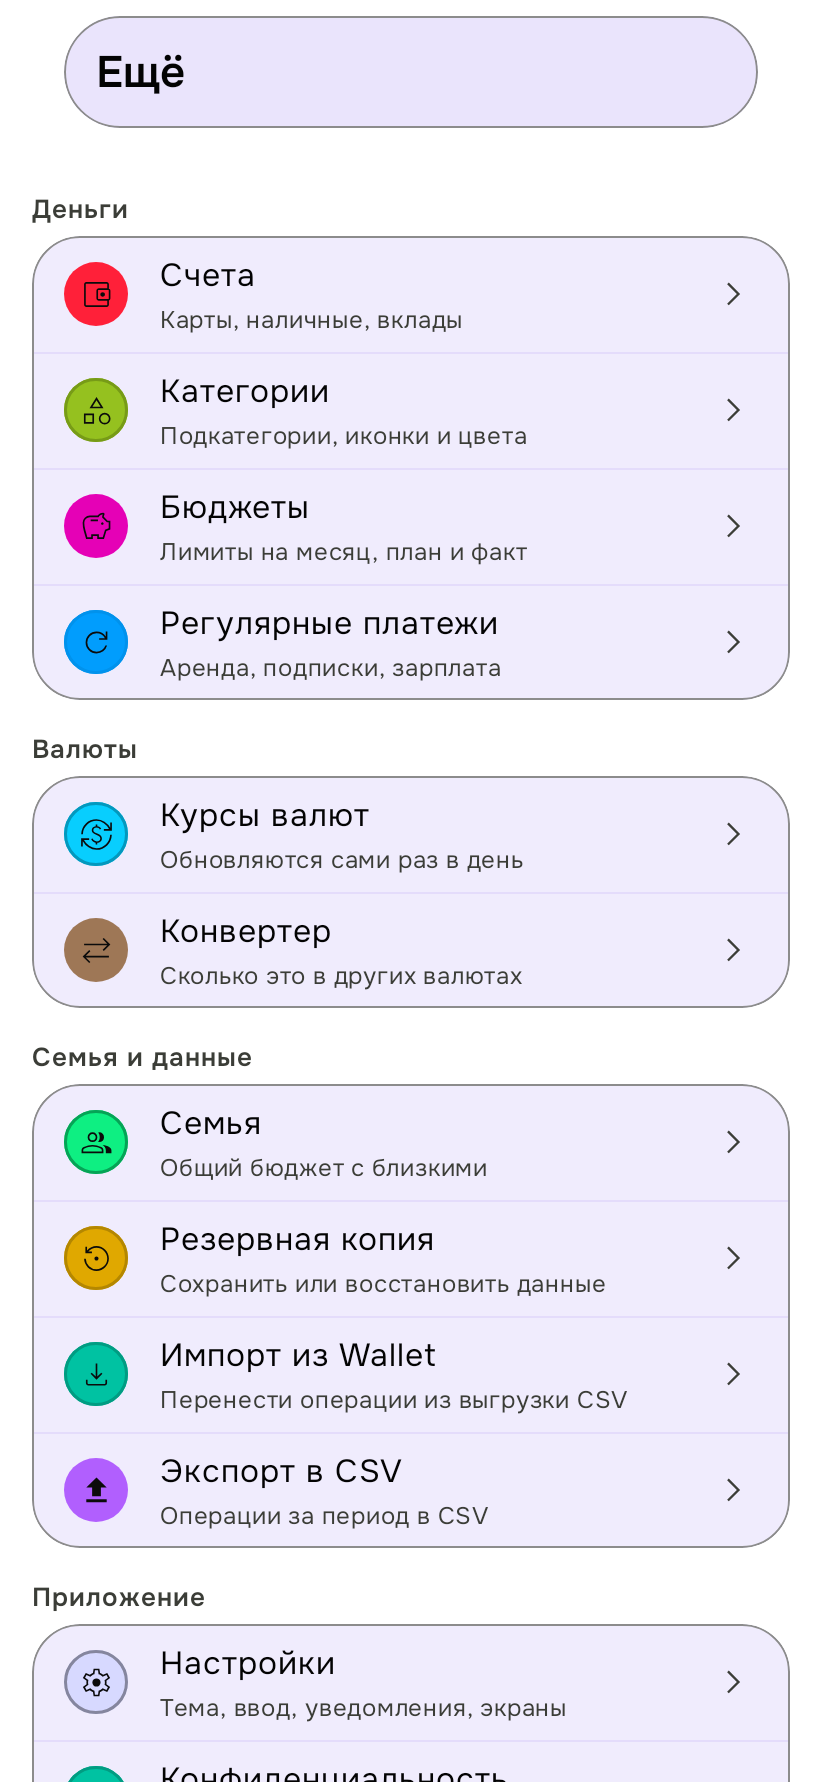 Ещё
Деньги
Счета
Карты, наличные, вклады
Категории
Подкатегории, иконки и цвета
Бюджеты
Лимиты на месяц, план и факт
Регулярные платежи
Аренда, подписки, зарплата
Валюты
Курсы валют
Обновляются сами раз в день
Конвертер
Сколько это в других валютах
Семья и данные
Семья
Общий бюджет с близкими
Резервная копия
Сохранить или восстановить данные
Импорт из Wallet
Перенести операции из выгрузки CSV
Экспорт в CSV
Операции за период в CSV
Приложение
Настройки
Тема, ввод, уведомления, экраны
Конфиденциальность